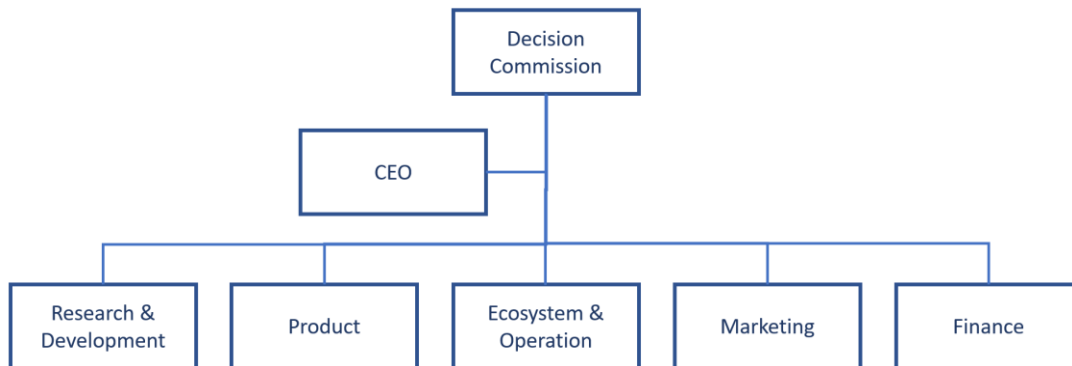 Decision
Commission
CEO
Research &
Development
Product
Ecosystem &
Operation
Marketing
Finance